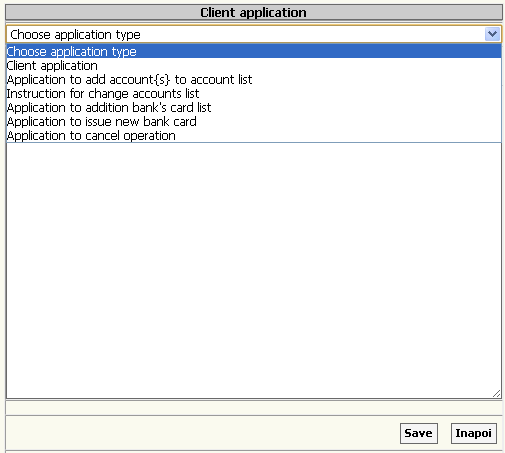 Client application
Choose application type
Choose application type
Client application
Application to add account{s} to account list
Instruction for change accounts list
Application to addition bank's card list
Application to issue new bank card
Application to cancel operation
Save Inapoi